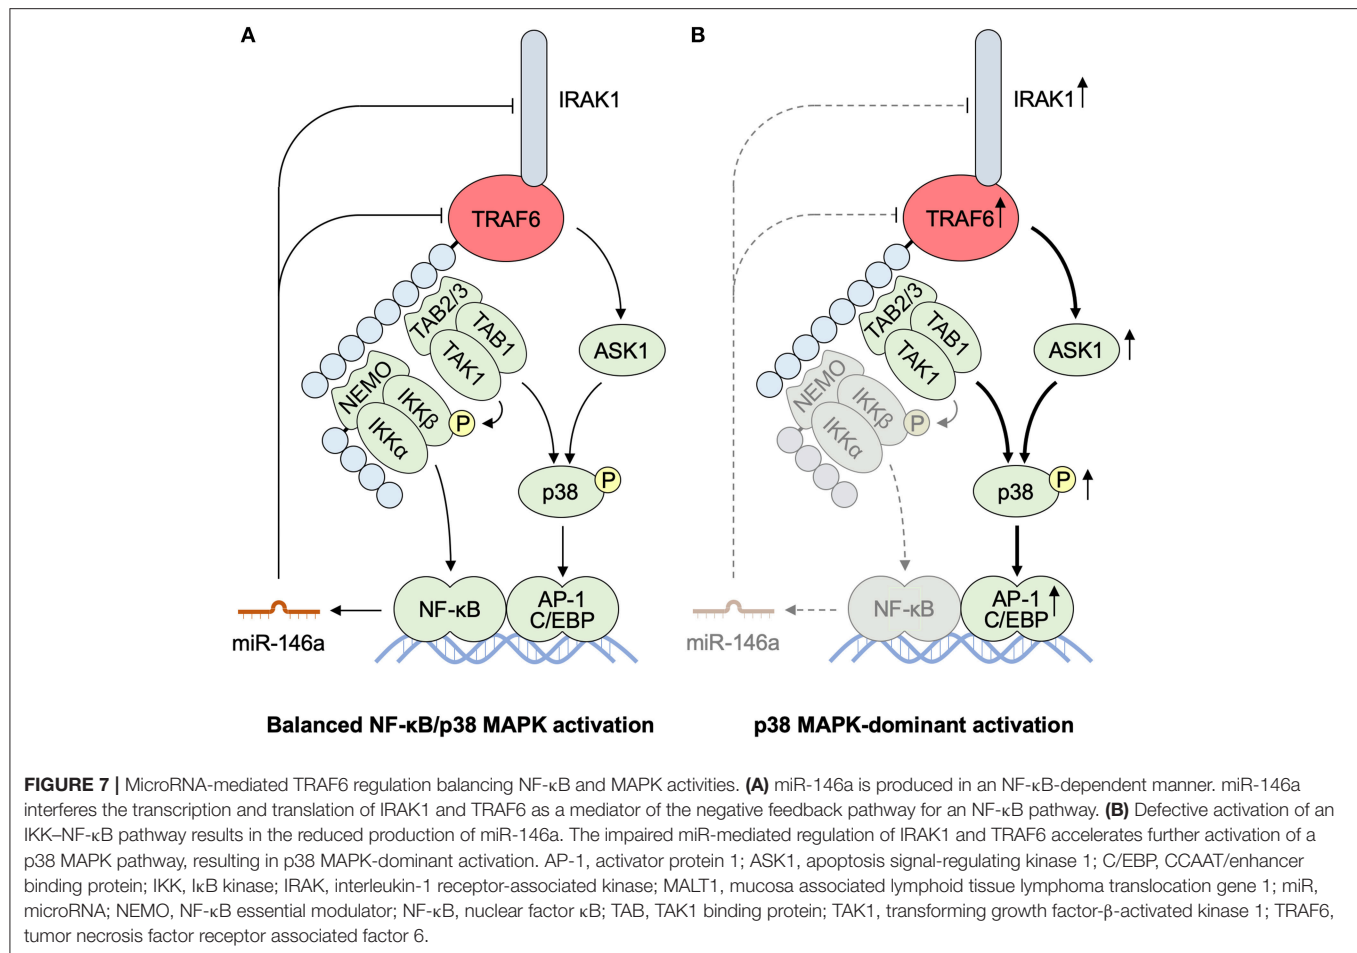 A
IRAK1
TRAF6
TAB2/3
TAB1
TAK1
ASK1
NEMO
IKKβ
IKKα
P
p38
P
NF-κB
AP-1
C/EBP
miR-146a
Balanced NF-κB/p38 MAPK activation
B
IRAK1
TRAF6
TAB2/3
TAB1
TAK1
ASK1
NEMO
IKKβ
IKKα
P
p38
P
NF-κB
AP-1
C/EBP
miR-146a
p38 MAPK-dominant activation
FIGURE 7 | MicroRNA-mediated TRAF6 regulation balancing NF-κB and MAPK activities. (A) miR-146a is produced in an NF-κB-dependent manner. miR-146a
interferes the transcription and translation of IRAK1 and TRAF6 as a mediator of the negative feedback pathway for an NF-κB pathway. (B) Defective activation of an
IKK–NF-κB pathway results in the reduced production of miR-146a. The impaired miR-mediated regulation of IRAK1 and TRAF6 accelerates further activation of a
p38 MAPK pathway, resulting in p38 MAPK-dominant activation. AP-1, activator protein 1; ASK1, apoptosis signal-regulating kinase 1; C/EBP, CCAAT/enhancer
binding protein; IKK, IκB kinase; IRAK, interleukin-1 receptor-associated kinase; MALT1, mucosa associated lymphoid tissue lymphoma translocation gene 1; miR,
microRNA; NEMO, NF-κB essential modulator; NF-κB, nuclear factor κB; TAB, TAK1 binding protein; TAK1, transforming growth factor-β-activated kinase 1; TRAF6,
tumor necrosis factor receptor associated factor 6.